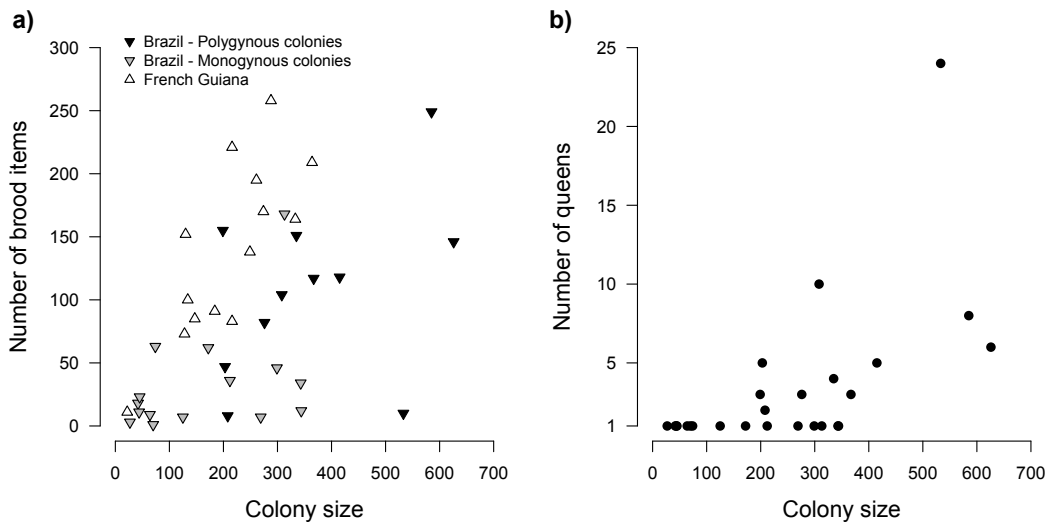 a)
Brazil - Polygynous colonies
Brazil - Monogynous colonies
French Guiana
Number of brood items
300
250
200
150
100
50
0
0 100 200 300 400 500 600 700
Colony size
b)
Number of queens
25
20
15
10
5
1
0 100 200 300 400 500 600 700
Colony size